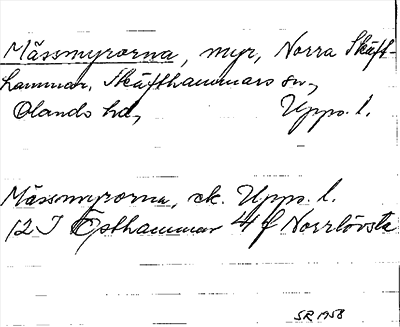 Mässmyrorna, myr, Norra Skäft-
hammar, Skäfthammars sn,
Olands hd, Upps. l.
Mässmyrorna, ek. Upps. l.
12 I Östhammar 4 f Norrlövsta
SR 1958